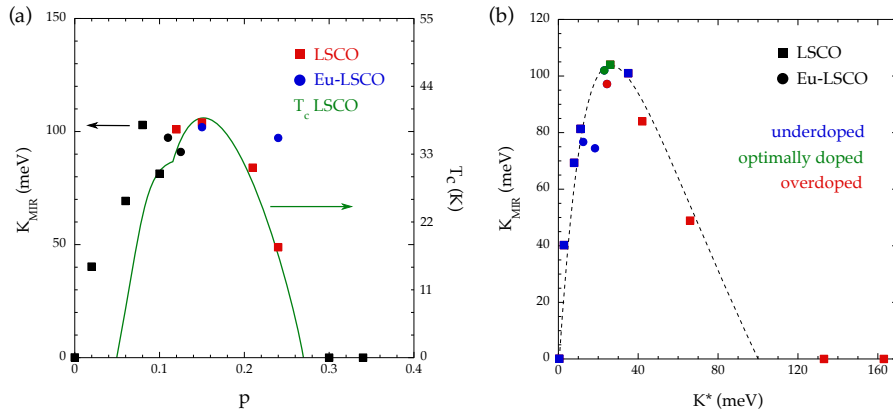 (a)
150
100
50
0
K_MIR (meV)
0
0.1
0.2
0.3
0.4
p
55
44
33
22
11
0
T_c (K)
LSCO
Eu-LSCO
T_c LSCO
(b)
120
100
80
60
40
20
0
K_MIR (meV)
0
40
80
120
160
K* (meV)
LSCO
Eu-LSCO
underdoped
optimally doped
overdoped